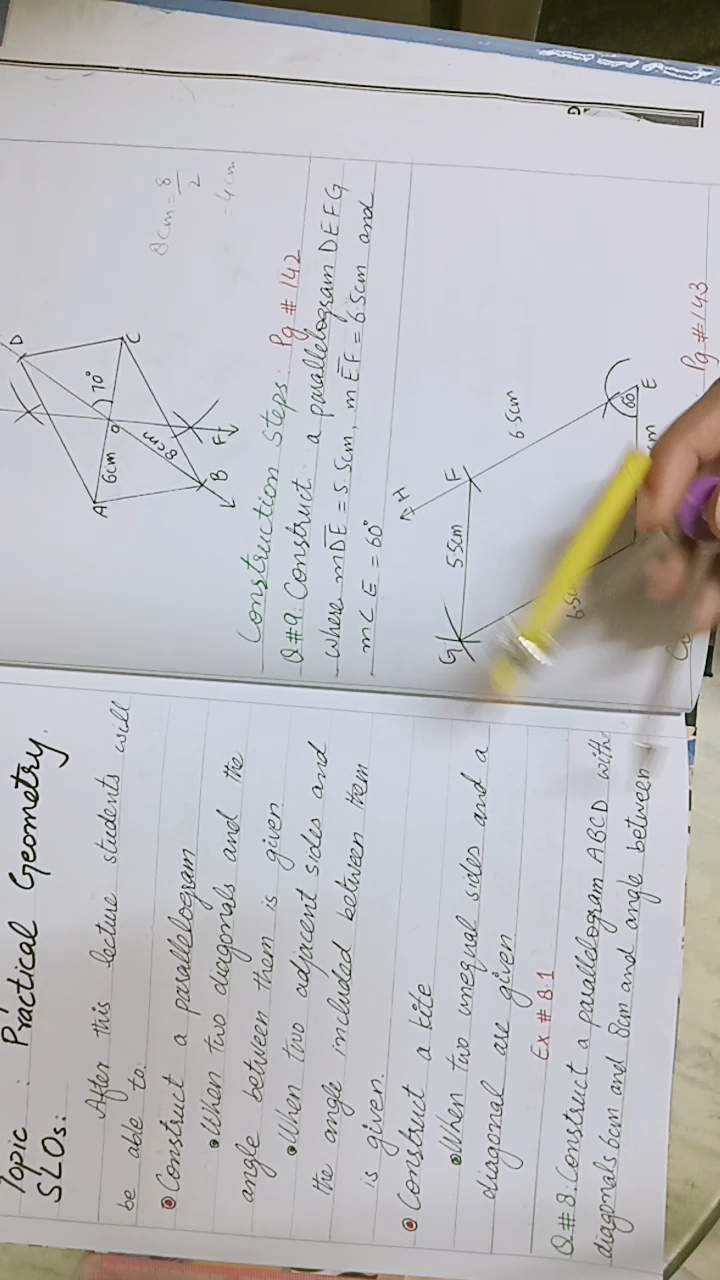 Topic : Practical Geometry.
SLOs:
After this lecture students will
be able to:
Construct a parallelogram
When two diagonals and the
angle between them is given.
When two adjacent sides and
the angle included between them
is given.
Construct a kite
When two unequal sides and a
diagonal are given
Ex # 8.1
Q # 8: Construct a parallelogram ABCD with
diagonals 6cm and 8cm and angle between
D
A
C
B
F
O
70°
6cm
8cm
8cm = 8/2
= 4cm
Construction Steps: Pg # 142
Q#9: Construct a parallelogram DEFG
where mDE = 5.5cm, mEF = 6.5cm and
m∠E = 60°
H
F
G
5.5cm
6.5cm
E
60°
6.5c
cm
Pg # 143